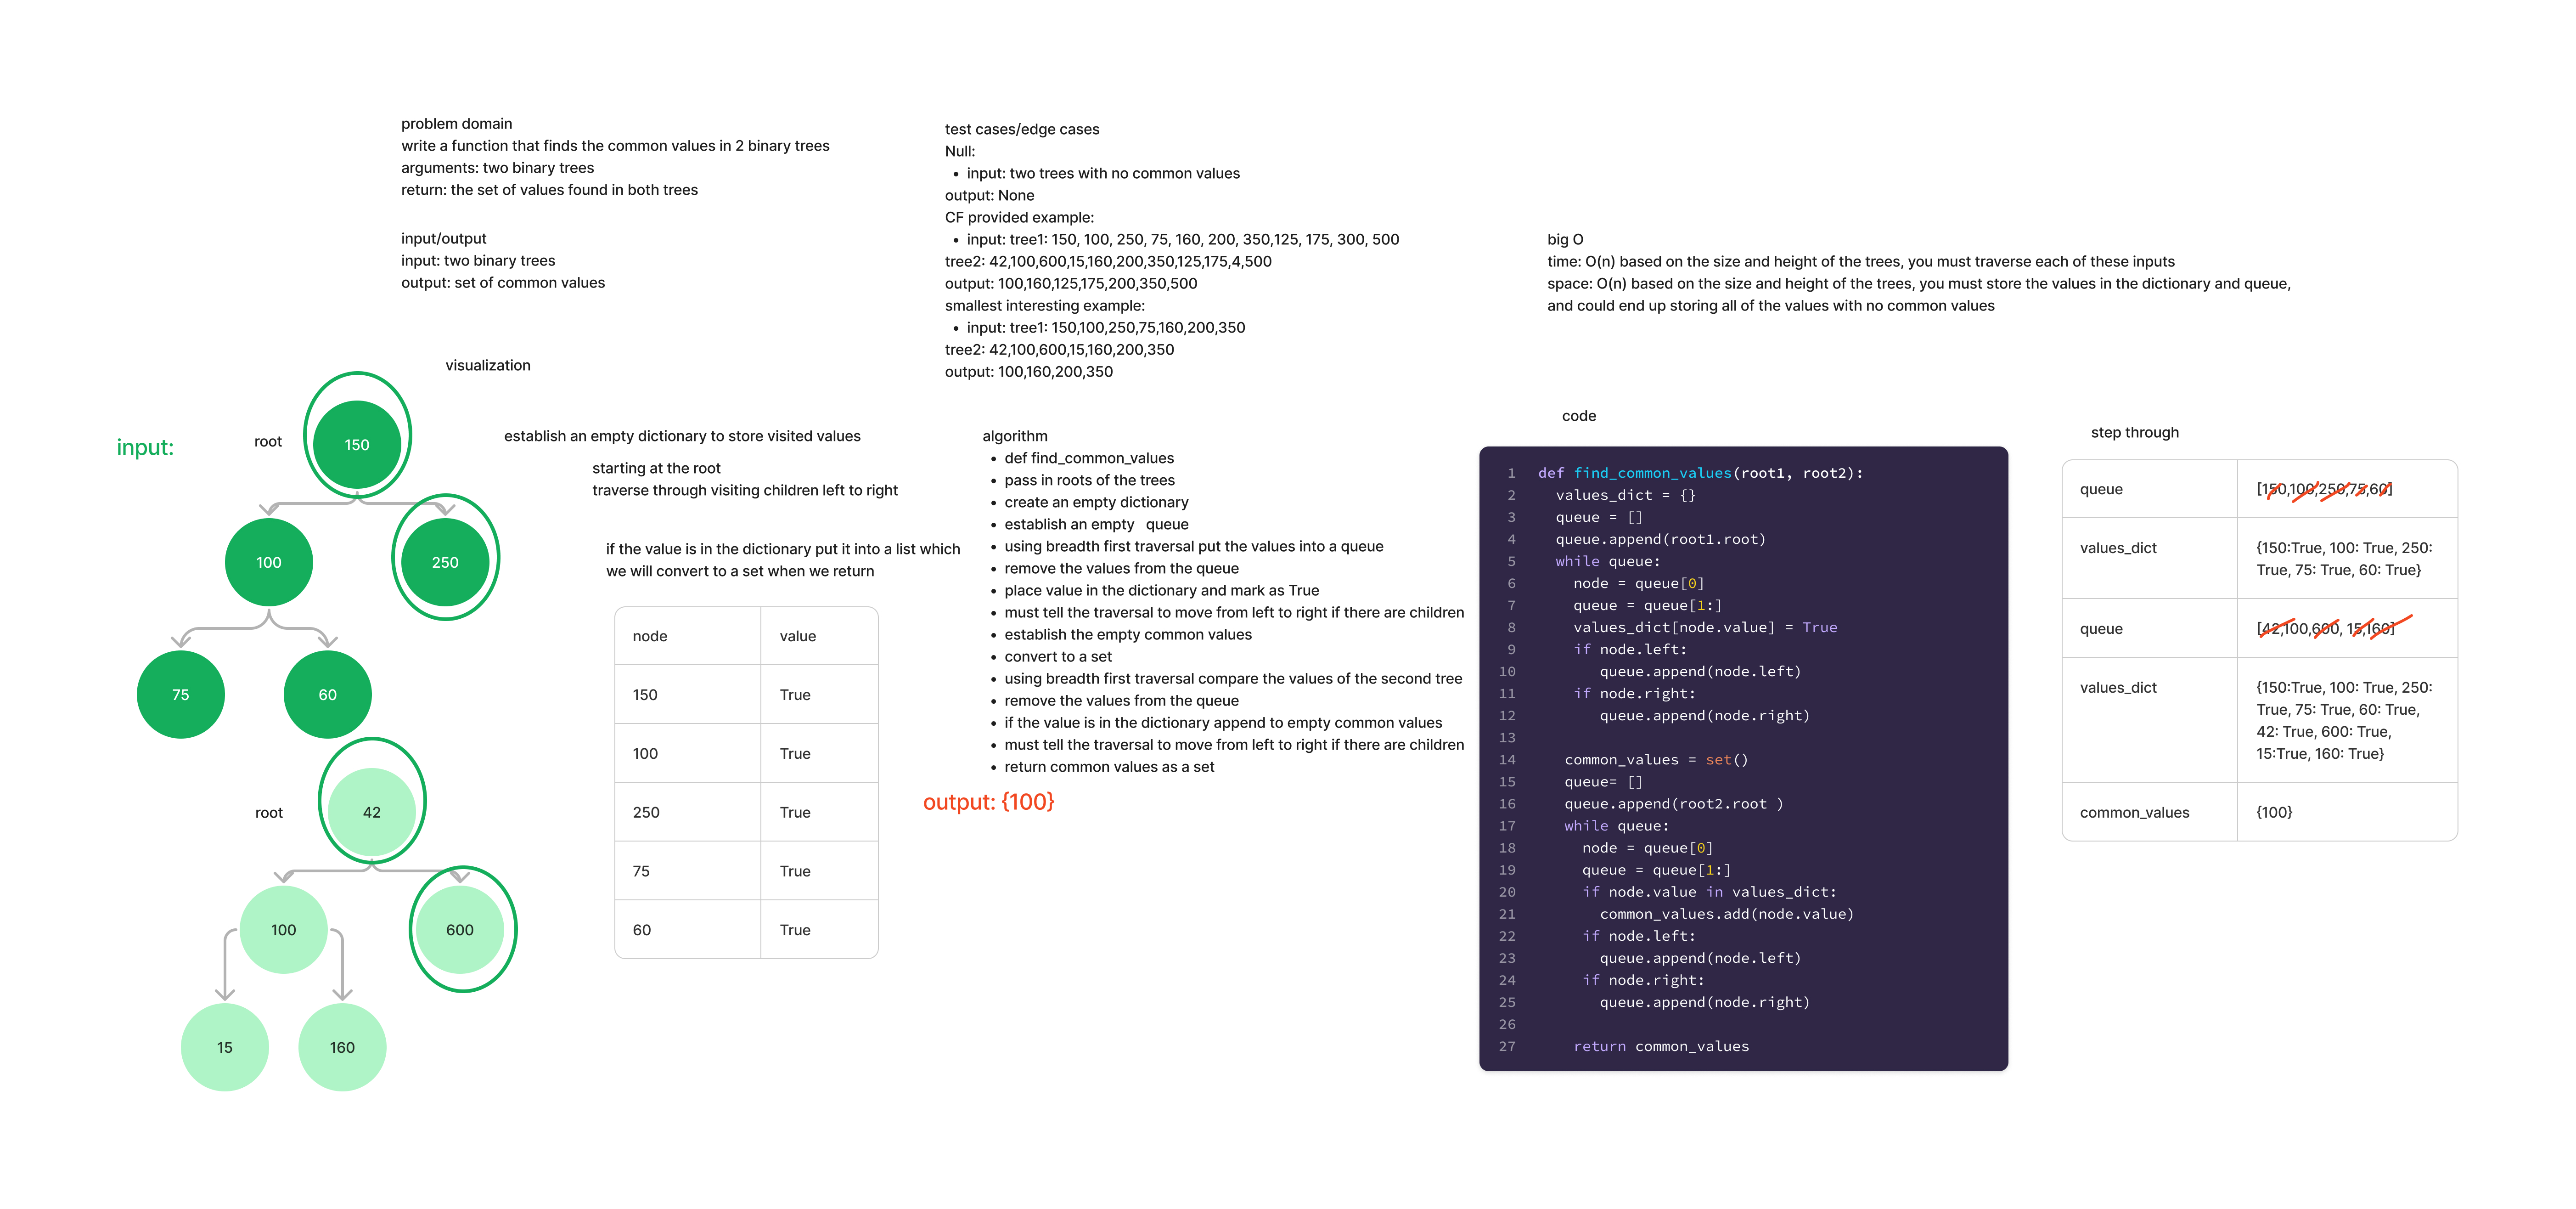 problem domain
write a function that finds the common values in 2 binary trees
arguments: two binary trees
return: the set of values found in both trees
input/output
input: two binary trees
output: set of common values
test cases/edge cases
Null:
• input: two trees with no common values
output: None
CF provided example:
• input: tree1: 150, 100, 250, 75, 160, 200, 350,125, 175, 300, 500
tree2: 42,100,600,15,160,200,350,125,175,4,500
output: 100,160,125,175,200,350,500
smallest interesting example:
• input: tree1: 150,100,250,75,160,200,350
tree2: 42,100,600,15,160,200,350
output: 100,160,200,350
big O
time: O(n) based on the size and height of the trees, you must traverse each of these inputs
space: O(n) based on the size and height of the trees, you must store the values in the dictionary and queue,
and could end up storing all of the values with no common values
visualization
input:
root
150
100
250
75
60
root
42
100
600
15
160
establish an empty dictionary to store visited values
starting at the root
traverse through visiting children left to right
if the value is in the dictionary put it into a list which
we will convert to a set when we return
node value
150 True
100 True
250 True
75 True
60 True
algorithm
• def find_common_values
• pass in roots of the trees
• create an empty dictionary
• establish an empty   queue
• using breadth first traversal put the values into a queue
• remove the values from the queue
• place value in the dictionary and mark as True
• must tell the traversal to move from left to right if there are children
• establish the empty common values
• convert to a set
• using breadth first traversal compare the values of the second tree
• remove the values from the queue
• if the value is in the dictionary append to empty common values
• must tell the traversal to move from left to right if there are children
• return common values as a set
output: {100}
code
1 def find_common_values(root1, root2):
2   values_dict = {}
3   queue = []
4   queue.append(root1.root)
5   while queue:
6     node = queue[0]
7     queue = queue[1:]
8     values_dict[node.value] = True
9     if node.left:
10        queue.append(node.left)
11     if node.right:
12        queue.append(node.right)
13
14    common_values = set()
15    queue= []
16    queue.append(root2.root )
17    while queue:
18      node = queue[0]
19      queue = queue[1:]
20      if node.value in values_dict:
21        common_values.add(node.value)
22      if node.left:
23        queue.append(node.left)
24      if node.right:
25        queue.append(node.right)
26
27     return common_values
step through
queue [150,100,250,75,60]
values_dict {150:True, 100: True, 250:
True, 75: True, 60: True}
queue [42,100,600, 15,160]
values_dict {150:True, 100: True, 250:
True, 75: True, 60: True,
42: True, 600: True,
15:True, 160: True}
common_values {100}